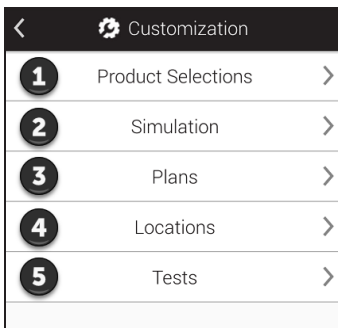 Customization
1 Product Selections
2 Simulation
3 Plans
4 Locations
5 Tests